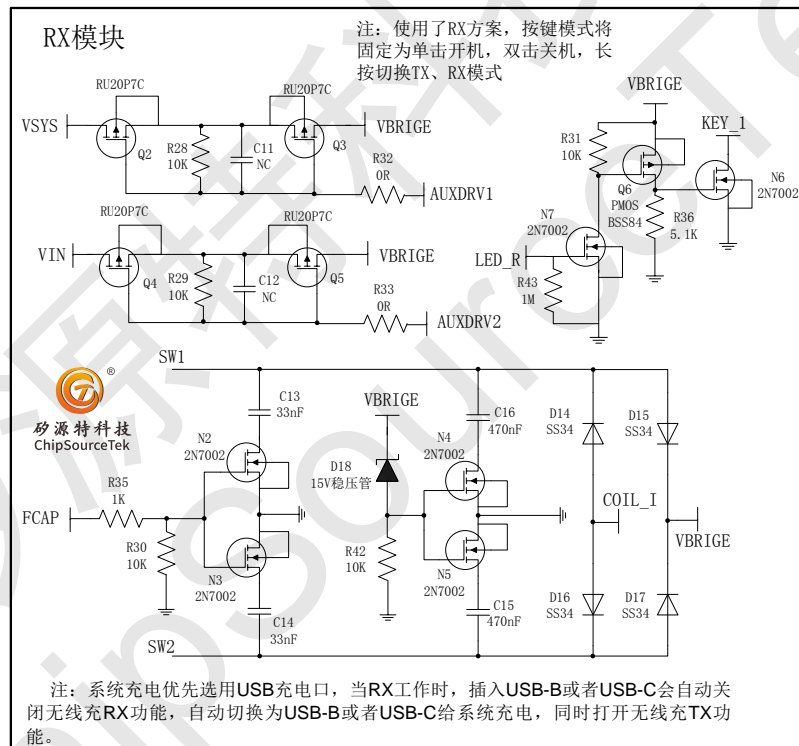 RX模块
注: 使用了RX方案, 按键模式将
固定为单击开机, 双击关机, 长
按切换TX、RX模式
RU20P7C
RU20P7C
VSYS
VBRIGE
Q2
R28
10K
C11
NC
Q3
R32
0R
AUXDRV1
RU20P7C
RU20P7C
VIN
VBRIGE
Q4
R29
10K
C12
NC
Q5
R33
0R
AUXDRV2
VBRIGE
KEY_1
R31
10K
Q6
PMOS
BSS84
N6
2N7002
N7
2N7002
R36
5.1K
LED_R
R43
1M
SW1
®
矽源特科技
ChipSourceTek
C13
33nF
N2
2N7002
R35
1K
FCAP
R30
10K
N3
2N7002
C14
33nF
VBRIGE
D18
15V稳压管
R42
10K
C16
470nF
N4
2N7002
N5
2N7002
C15
470nF
D14
SS34
D15
SS34
COIL_I
VBRIGE
D16
SS34
D17
SS34
SW2
注: 系统充电优先选用USB充电口, 当RX工作时, 插入USB-B或者USB-C会自动关
闭无线充RX功能, 自动切换为USB-B或者USB-C给系统充电, 同时打开无线充TX功
能。